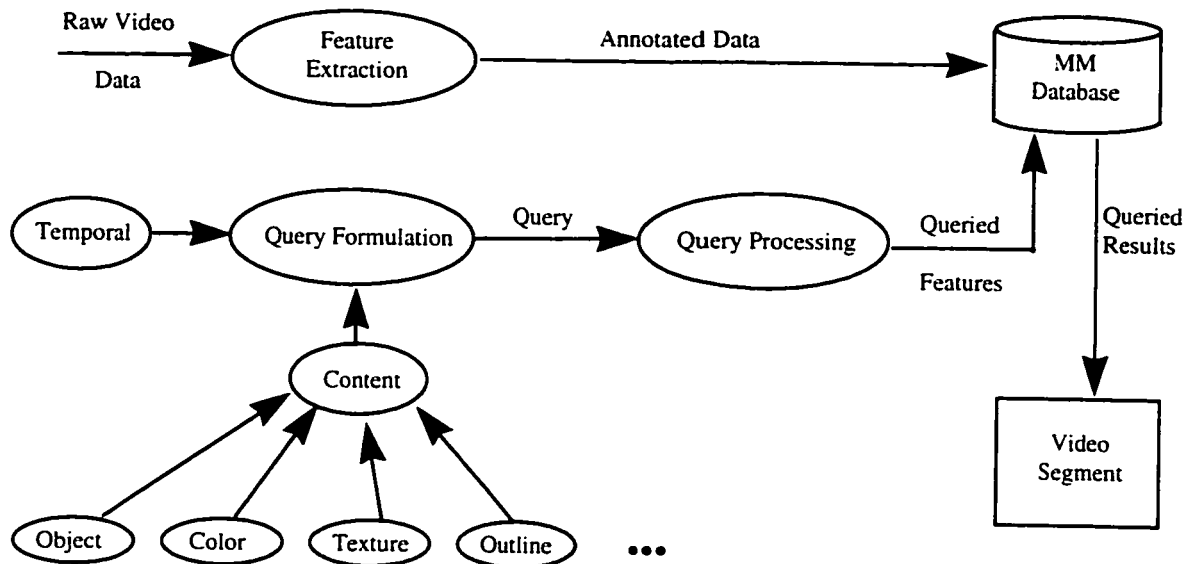 Raw Video
Data
Feature
Extraction
Annotated Data
MM
Database
Temporal
Query Formulation
Query
Query Processing
Queried
Features
Queried
Results
Content
Video
Segment
Object
Color
Texture
Outline
...